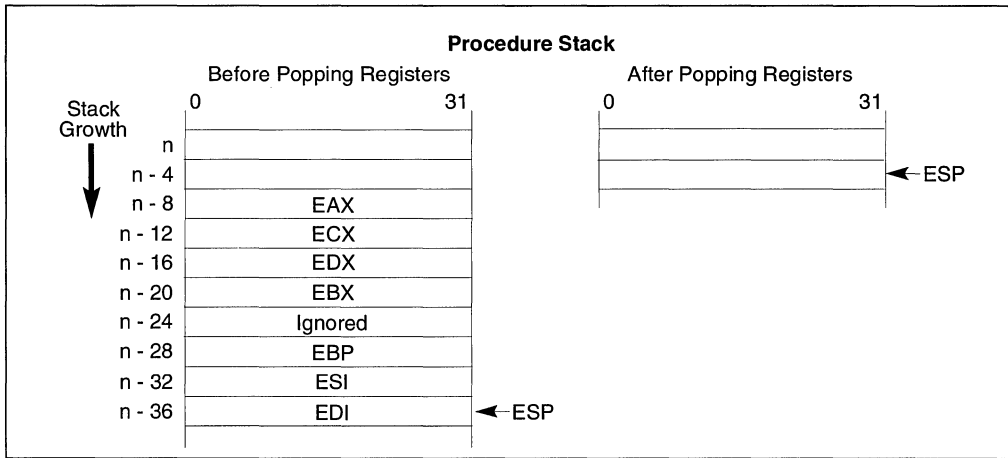 Procedure Stack
Before Popping Registers
After Popping Registers
0 31
0 31
Stack
Growth
n
n - 4
ESP
n - 8 EAX
n - 12 ECX
n - 16 EDX
n - 20 EBX
n - 24 Ignored
n - 28 EBP
n - 32 ESI
n - 36 EDI ESP